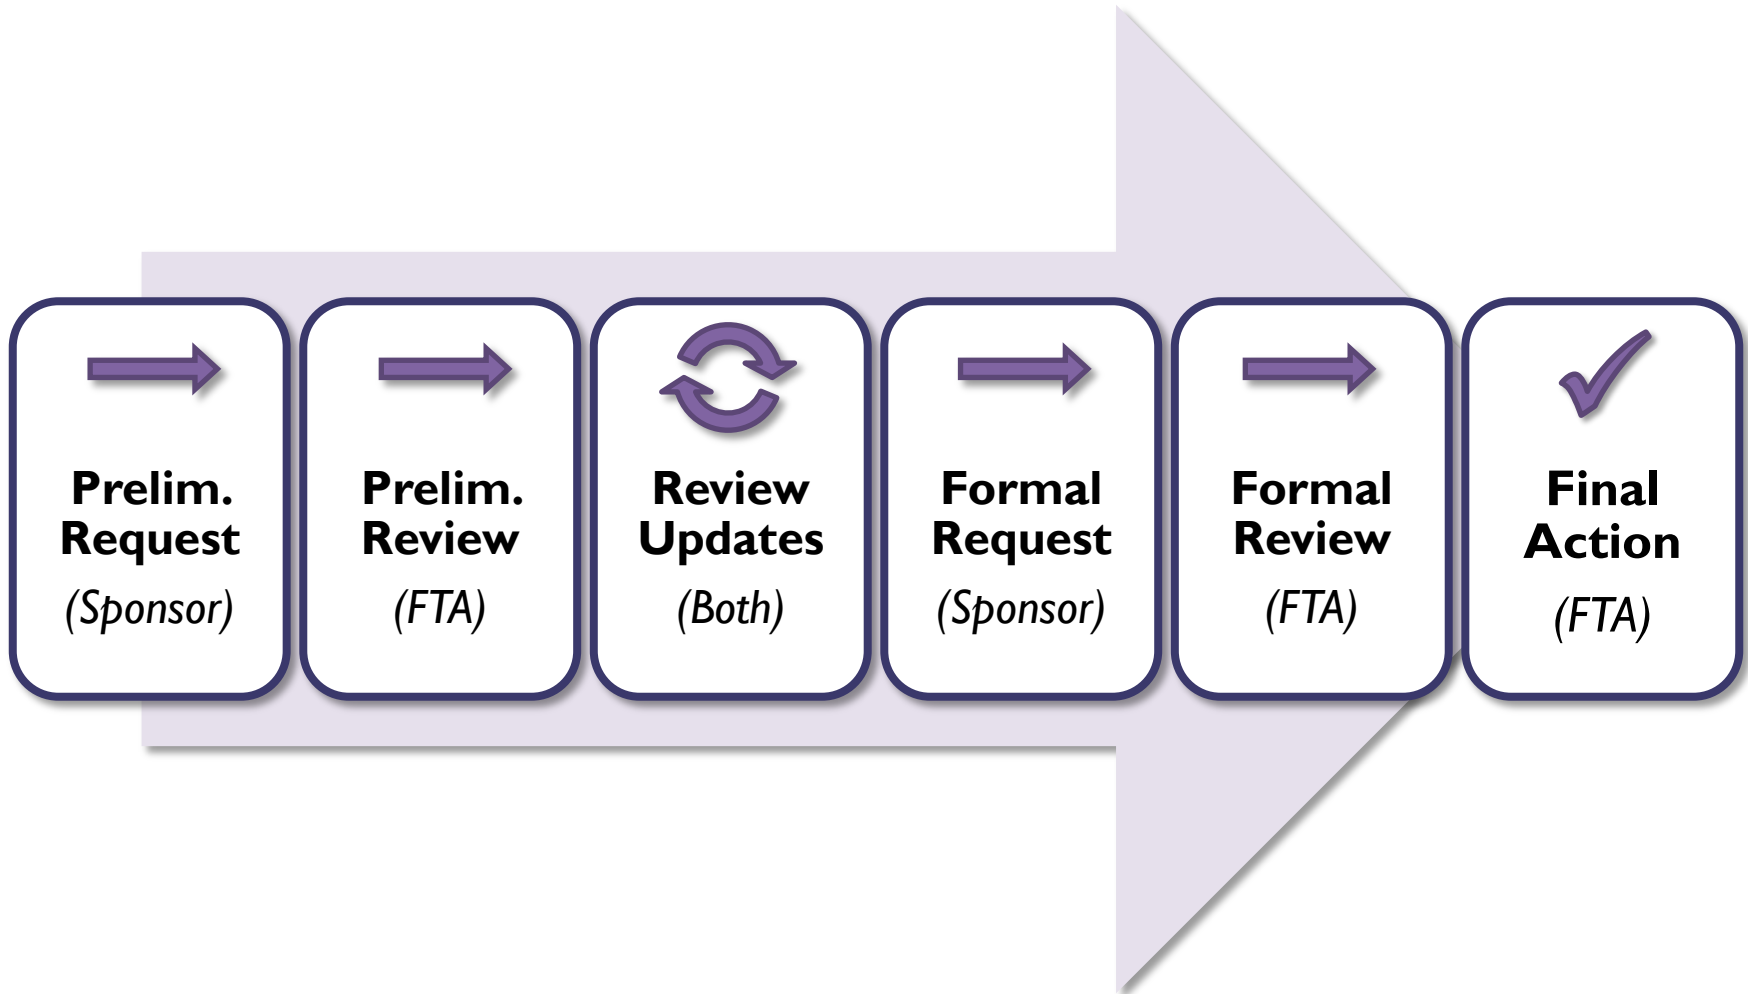 Prelim.
Request
(Sponsor)
Prelim.
Review
(FTA)
Review
Updates
(Both)
Formal
Request
(Sponsor)
Formal
Review
(FTA)
Final
Action
(FTA)